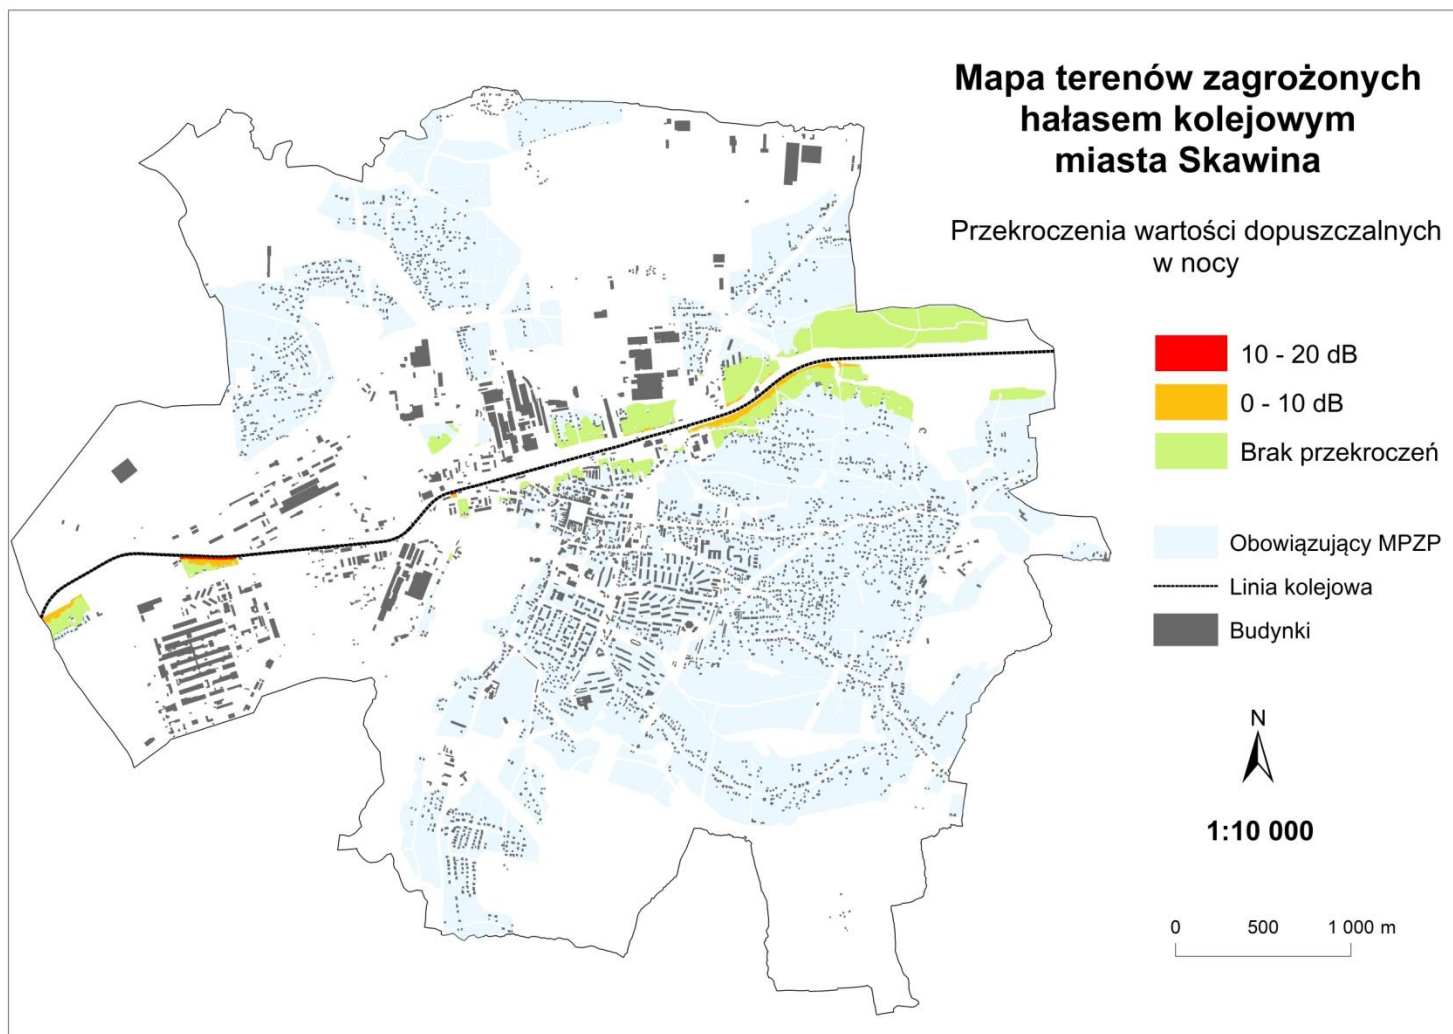 Mapa terenów zagrożonych
hałasem kolejowym
miasta Skawina
Przekroczenia wartości dopuszczalnych
w nocy
10 - 20 dB
0 - 10 dB
Brak przekroczeń
Obowiązujący MPZP
Linia kolejowa
Budynki
N
1:10 000
0 500 1 000 m